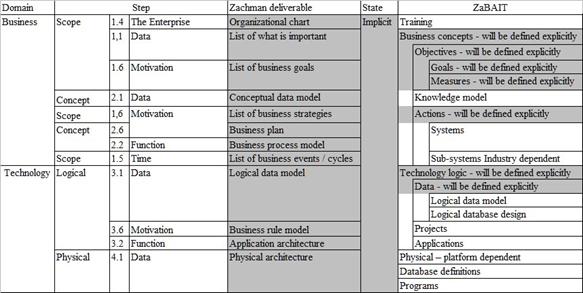 Domain Step Zachman deliverable State ZaBAIT
Business Scope 1.4 The Enterprise Organizational chart Implicit Training
1,1 Data List of what is important Business concepts - will be defined explicitly
Objectives - will be defined explicitly
1.6 Motivation List of business goals Goals - will be defined explicitly
Measures - will be defined explicitly
Concept 2.1 Data Conceptual data model Knowledge model
Scope 1,6 Motivation List of business strategies Actions - will be defined explicitly
Concept 2.6 Business plan Systems
2.2 Function Business process model
Scope 1.5 Time List of business events / cycles Sub-systems Industry dependent
Technology Logical 3.1 Data Logical data model Technology logic - will be defined explicitly
Data - will be defined explicitly
Logical data model
Logical database design
3.6 Motivation Business rule model Projects
3.2 Function Application architecture Applications
Physical 4.1 Data Physical architecture Physical – platform dependent
Database definitions
Programs